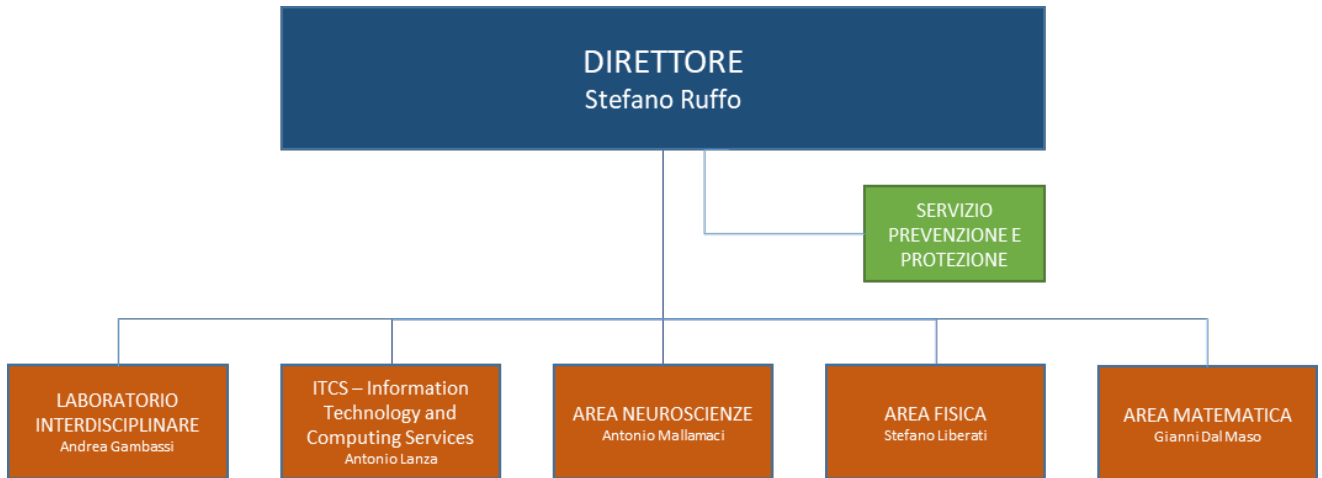 DIRETTORE
Stefano Ruffo
SERVIZIO
PREVENZIONE E
PROTEZIONE
LABORATORIO
INTERDISCIPLINARE
Andrea Gambassi
ITCS – Information
Technology and
Computing Services
Antonio Lanza
AREA NEUROSCIENZE
Antonio Mallamaci
AREA FISICA
Stefano Liberati
AREA MATEMATICA
Gianni Dal Maso